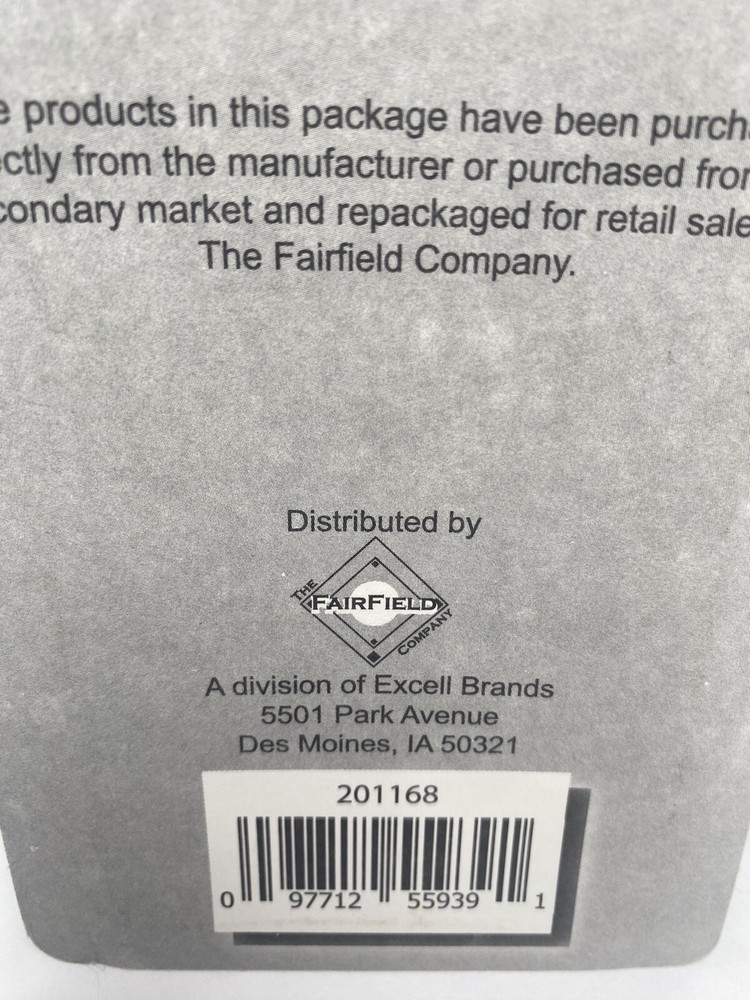 e products in this package have been purch
ctly from the manufacturer or purchased fror
condary market and repackaged for retail sale
The Fairfield Company.
Distributed by
THE
FAIRFIELD
COMPANY
A division of Excell Brands
5501 Park Avenue
Des Moines, IA 50321
201168
0 97712 55939 1